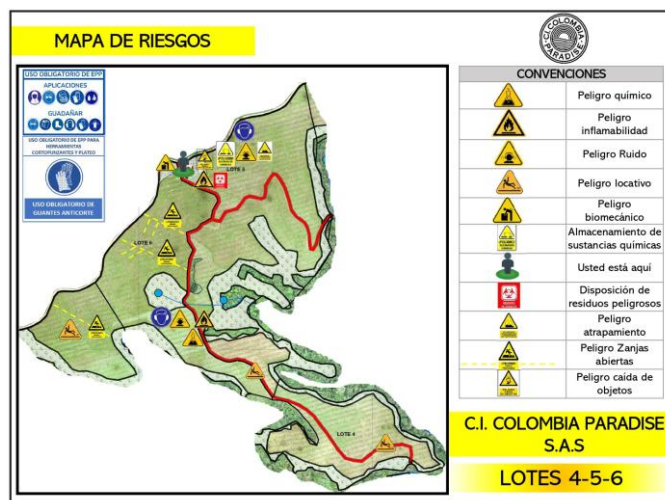 MAPA DE RIESGOS
C.I. COLOMBIA
PARADISE
USO OBLIGATORIO DE EPP
APLICACIONES
GUADAÑAR
USO OBLIGATORIO DE EPP PARA
HERRAMIENTAS
CORTOPUNZANTES Y PLATEO
USO OBLIGATORIO DE
GUANTES ANTICORTE
LOTE 5
LOTE 6
LOTE 4
CONVENCIONES
Peligro químico
Peligro
inflamabilidad
Peligro Ruido
Peligro locativo
Peligro
biomecánico
Almacenamiento de
sustancias químicas
Usted está aquí
Disposición de
residuos peligrosos
Peligro
atrapamiento
Peligro Zanjas
abiertas
Peligro caída de
objetos
C.I. COLOMBIA PARADISE
S.A.S
LOTES 4-5-6